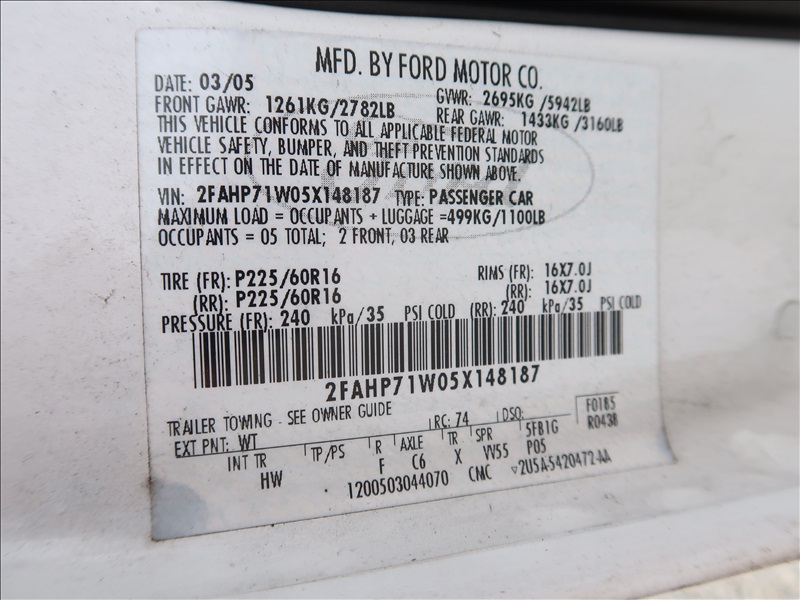 MFD. BY FORD MOTOR CO.
DATE: 03/05 GVWR: 2695KG /5942LB
FRONT GAWR: 1261KG/2782LB REAR GAWR: 1433KG /3160LB
THIS VEHICLE CONFORMS TO ALL APPLICABLE FEDERAL MOTOR
VEHICLE SAFETY, BUMPER, AND THEFT PREVENTION STANDARDS
IN EFFECT ON THE DATE OF MANUFACTURE SHOWN ABOVE.
VIN: 2FAHP71W05X148187 TYPE: PASSENGER CAR
MAXIMUM LOAD = OCCUPANTS + LUGGAGE =499KG/1100LB
OCCUPANTS = 05 TOTAL; 2 FRONT, 03 REAR
TIRE (FR): P225/60R16 RIMS (FR): 16X7.0J
(RR): P225/60R16 (RR): 16X7.0J
PRESSURE (FR): 240 kPa/35 PSI COLD (RR): 240 kPa/35 PSI COLD
2FAHP71W05X148187
TRAILER TOWING - SEE OWNER GUIDE
EXT PNT: WT RC: 74 DSO: F0185
INT TR TP/PS R AXLE TR SPR 5FB1G R0438
HW F C6 X VV55 P05
1200503044070 CNC ▽2U5A-5420472-AA